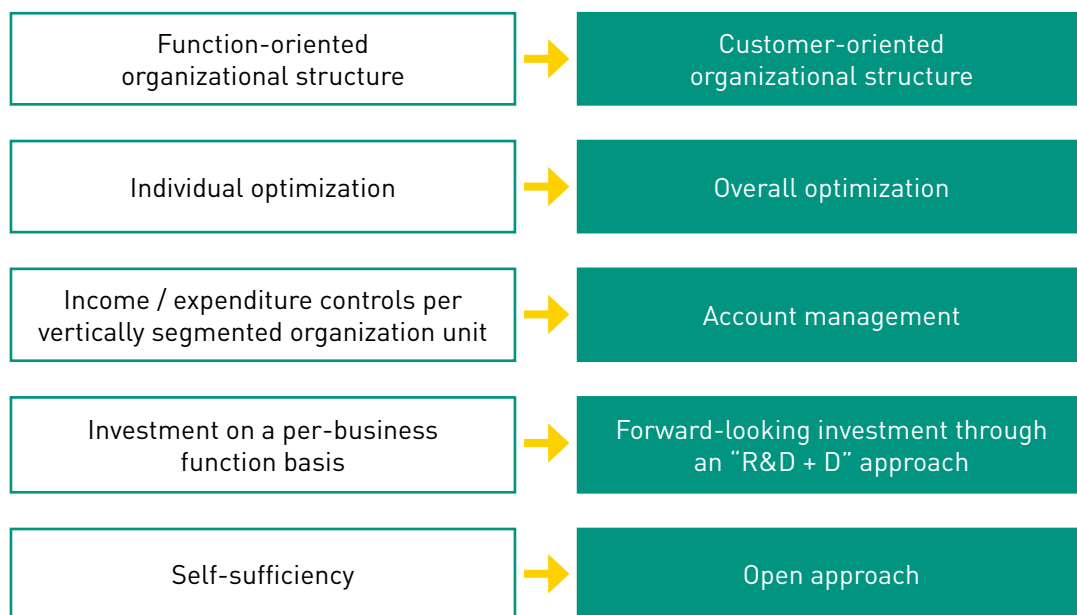 Function-oriented
organizational structure
Customer-oriented
organizational structure
Individual optimization
Overall optimization
Income / expenditure controls per
vertically segmented organization unit
Account management
Investment on a per-business
function basis
Forward-looking investment through
an “R&D + D” approach
Self-sufficiency
Open approach